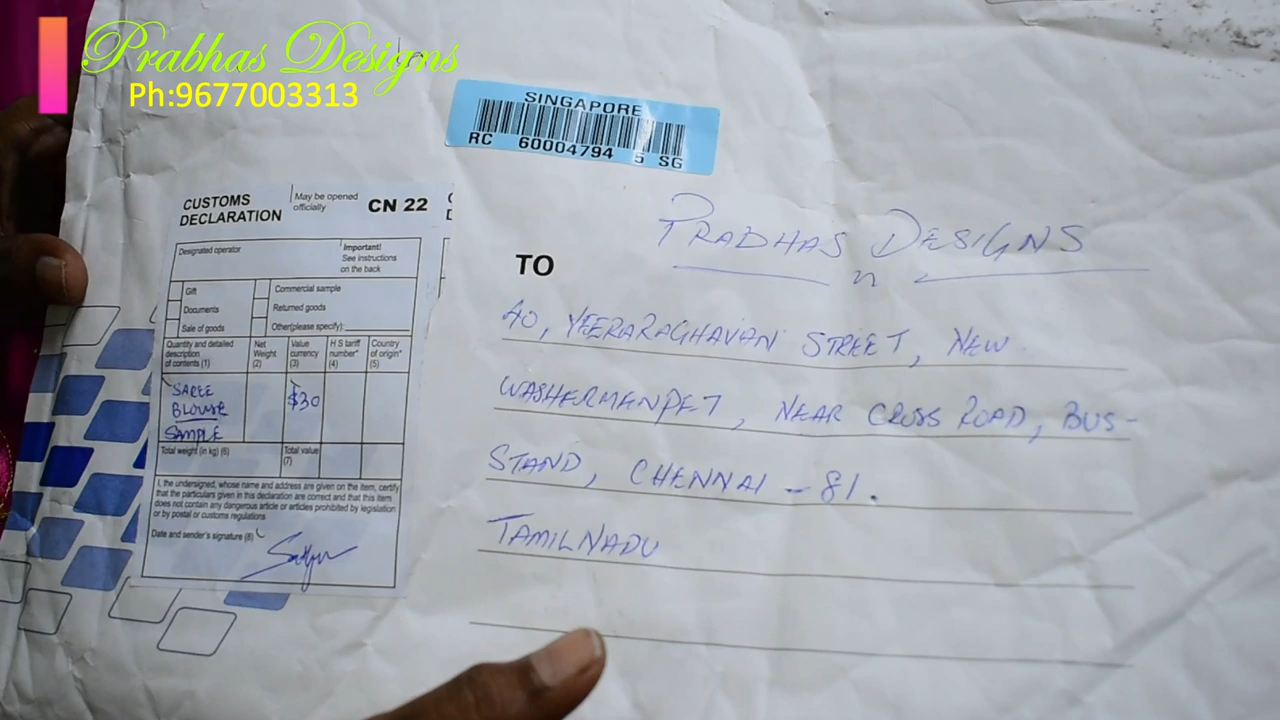 Prabhas Designs
Ph:9677003313
SINGAPORE
RC 60004794 5 SG
CUSTOMS DECLARATION
May be opened officially
CN 22
Designated operator
Important!
See instructions
on the back
Gift
Commercial sample
Documents
Returned goods
Sale of goods
Other(please specify):
Quantity and detailed description of contents (1)
Net Weight (2)
Value currency (3)
H S tariff number* (4)
Country of origin* (5)
SAREE
BLOUSE
SAMPLE
$30
Total weight (in kg) (6)
Total value (7)
I, the undersigned, whose name and address are given on the item, certify
that the particulars given in this declaration are correct and that this item
does not contain any dangerous article or articles prohibited by legislation
or by postal or customs regulations
Date and sender's signature (8)
PRABHAS DESIGNS
TO
40, VEERARAGHAVAN STREET, NEW
WASHERMENPET, NEAR CROSS ROAD, BUS-
STAND, CHENNAI - 81.
TAMILNADU